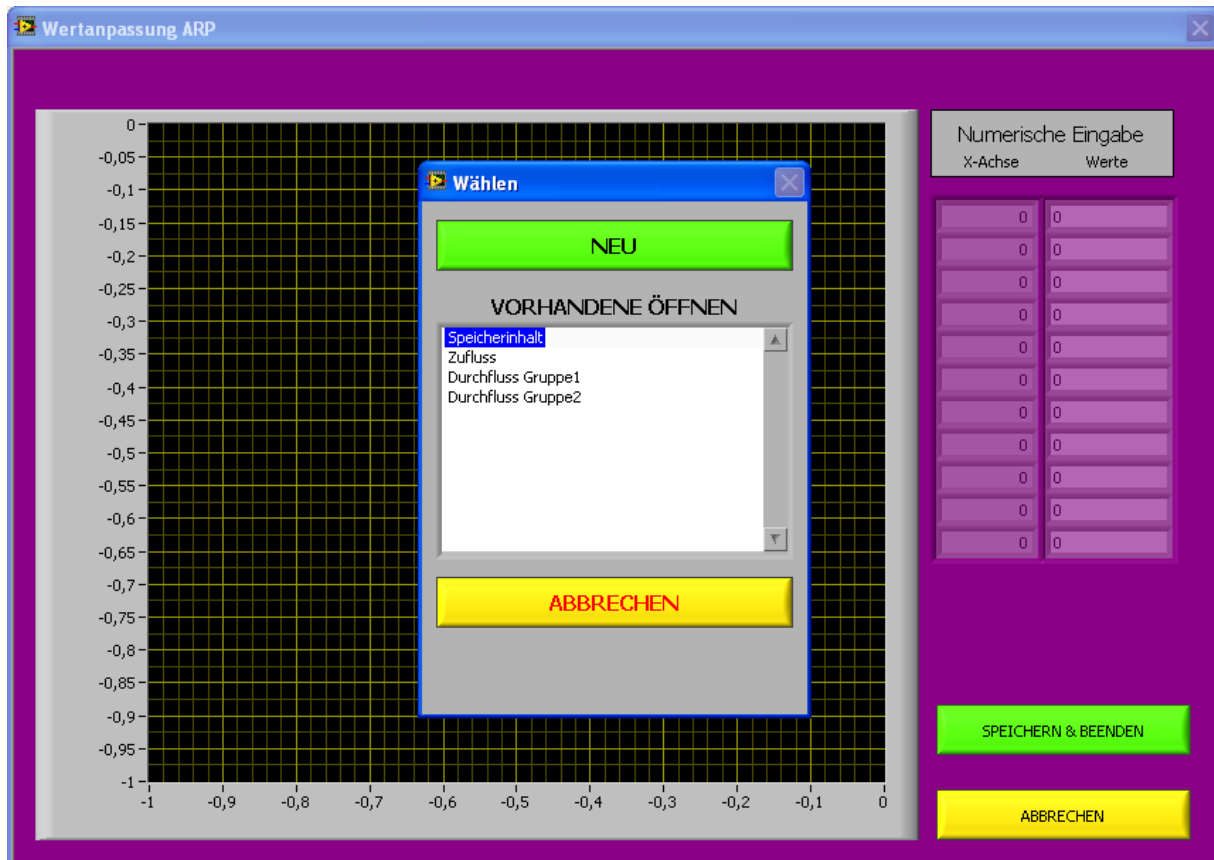 Wertanpassung ARP
0
-0,05
-0,1
-0,15
-0,2
-0,25
-0,3
-0,35
-0,4
-0,45
-0,5
-0,55
-0,6
-0,65
-0,7
-0,75
-0,8
-0,85
-0,9
-0,95
-1
-1 -0,9 -0,8 -0,7 -0,6 -0,5 -0,4 -0,3 -0,2 -0,1 0
Wählen
NEU
VORHANDENE ÖFFNEN
Speicherinhalt
Zufluss
Durchfluss Gruppe1
Durchfluss Gruppe2
ABBRECHEN
Numerische Eingabe
X-Achse Werte
0 0
0 0
0 0
0 0
0 0
0 0
0 0
0 0
0 0
0 0
0 0
SPEICHERN & BEENDEN
ABBRECHEN